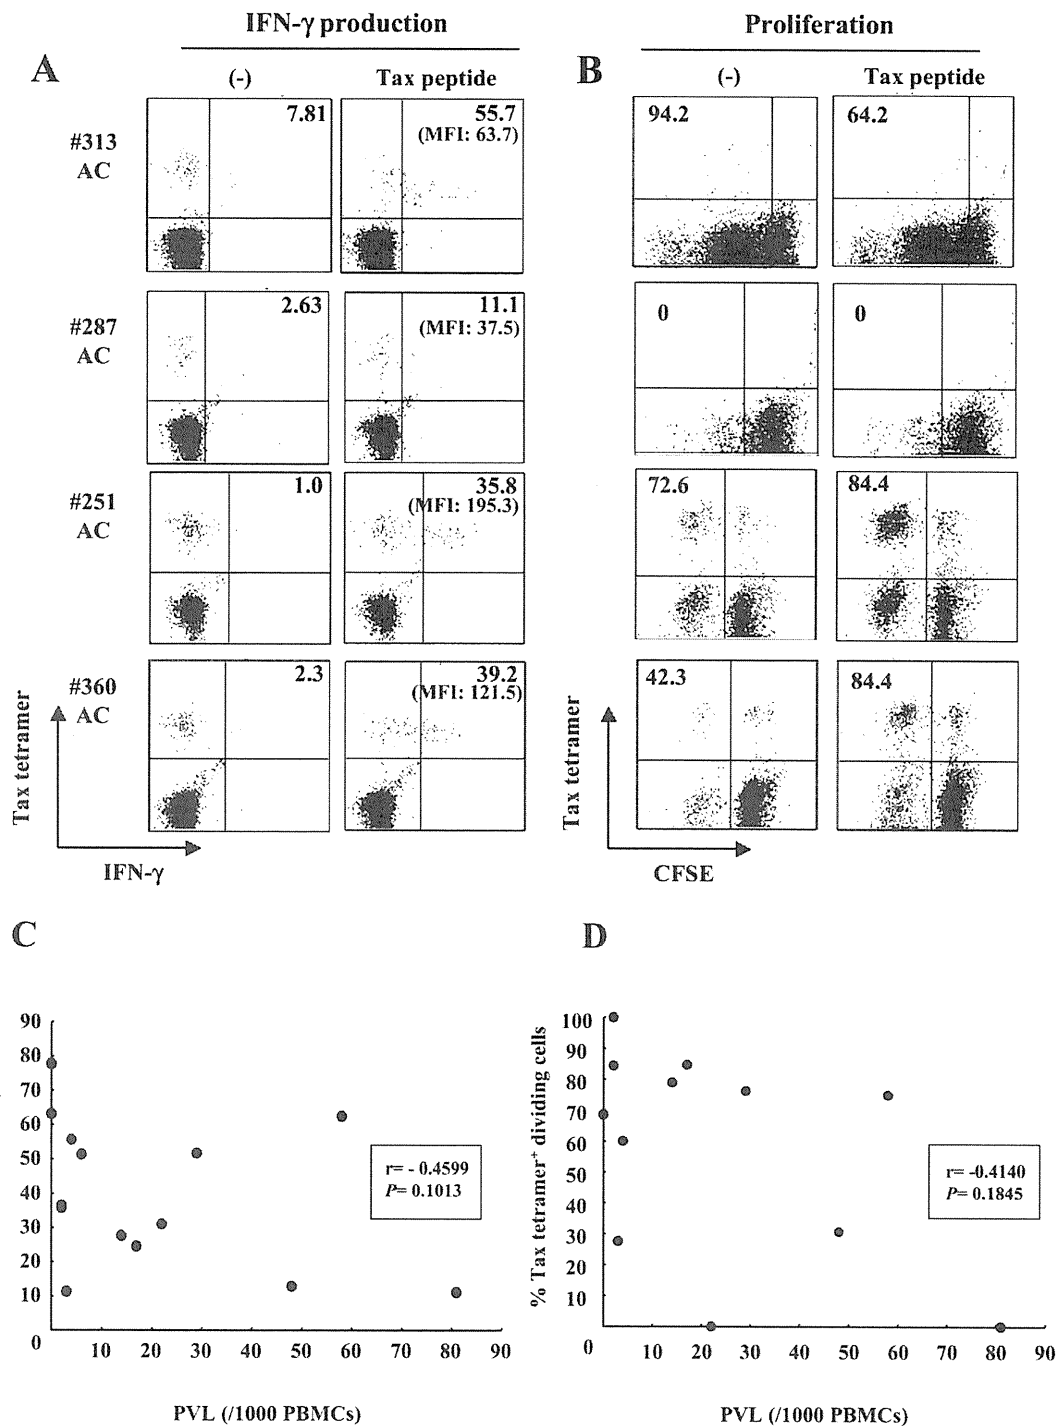 IFN-γ production
Proliferation
A
(-)
Tax peptide
B
(-)
Tax peptide
#313
AC
7.81
55.7
(MFI: 63.7)
94.2
64.2
#287
AC
2.63
11.1
(MFI: 37.5)
0
0
#251
AC
1.0
35.8
(MFI: 195.3)
72.6
84.4
#360
AC
2.3
39.2
(MFI: 121.5)
42.3
84.4
Tax tetramer
IFN-γ
Tax tetramer
CFSE
C
90
80
70
60
50
40
30
20
10
0
10 20 30 40 50 60 70 80 90
r= - 0.4599
P= 0.1013
PVL (/1000 PBMCs)
D
% Tax tetramer⁺ dividing cells
100
90
80
70
60
50
40
30
20
10
0
10 20 30 40 50 60 70 80 90
r= -0.4140
P= 0.1845
PVL (/1000 PBMCs)